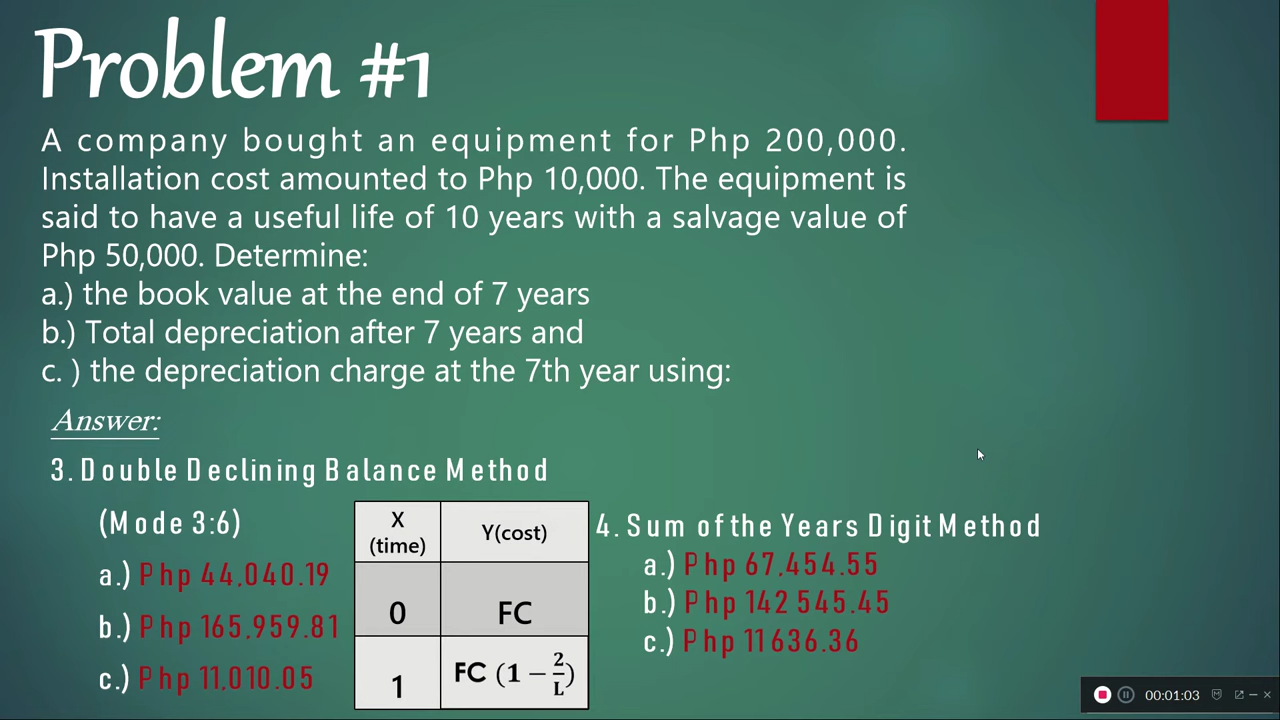 Problem #1
A company bought an equipment for Php 200,000.
Installation cost amounted to Php 10,000. The equipment is
said to have a useful life of 10 years with a salvage value of
Php 50,000. Determine:
a.) the book value at the end of 7 years
b.) Total depreciation after 7 years and
c. ) the depreciation charge at the 7th year using:
Answer:
3. Double Declining Balance Method
(Mode 3:6)
a.) Php 44,040.19
b.) Php 165,959.81
c.) Php 11,010.05
X (time) Y(cost)
0 FC
1 FC (1 − 2/L)
4. Sum of the Years Digit Method
a.) Php 67,454.55
b.) Php 142 545.45
c.) Php 11 636.36
00:01:03